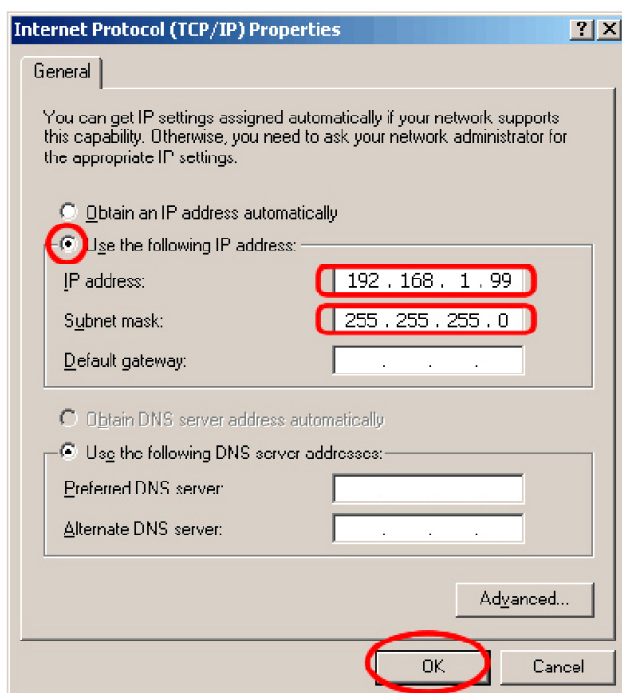 Internet Protocol (TCP/IP) Properties
General
You can get IP settings assigned automatically if your network supports
this capability. Otherwise, you need to ask your network administrator for
the appropriate IP settings.
Obtain an IP address automatically
Use the following IP address:
IP address: 192 . 168 . 1 . 99
Subnet mask: 255 . 255 . 255 . 0
Default gateway: . . .
Obtain DNS server address automatically
Use the following DNS server addresses:
Preferred DNS server:
Alternate DNS server: . . .
Advanced...
OK Cancel